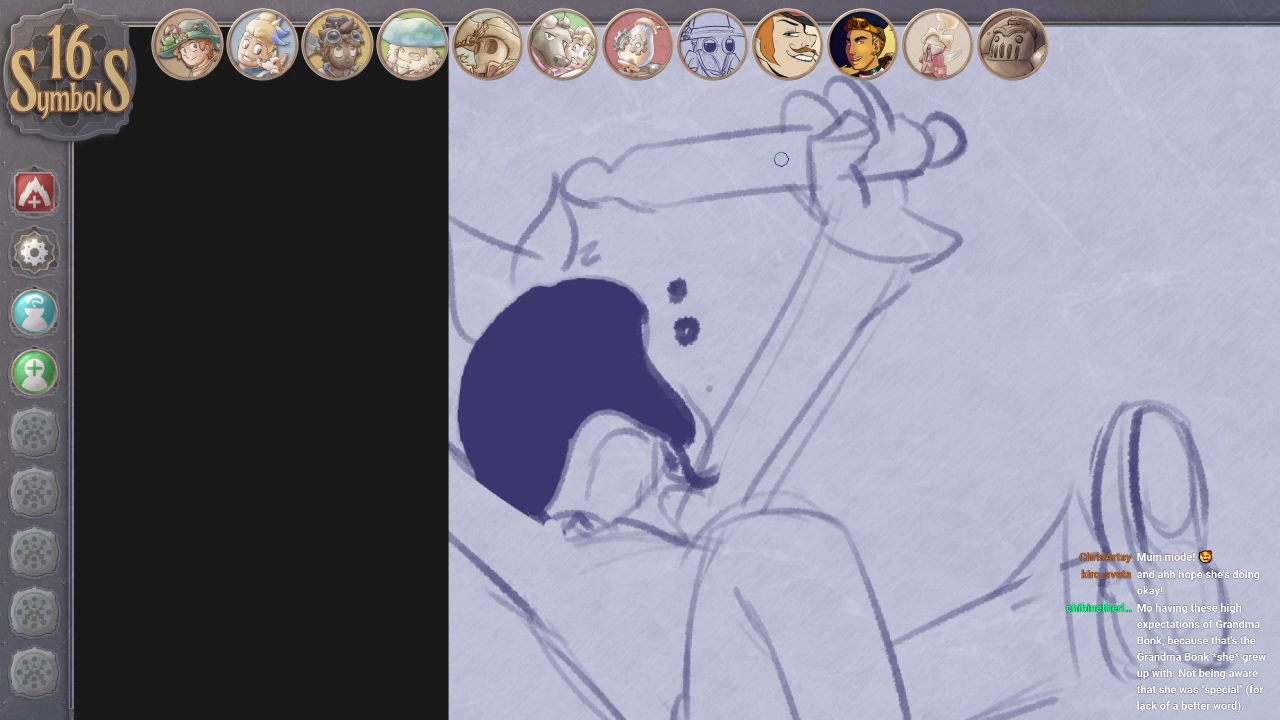 16
Symbols
ChrisArtsy Mum mode! 🥰
kiro_sveta and ahh hope she's doing
okay!
chibinetherl... Mo having these high
expectations of Grandma
Bonk, because that's the
Grandma Bonk *she* grew
up with. Not being aware
that she was "special" (for
lack of a better word).